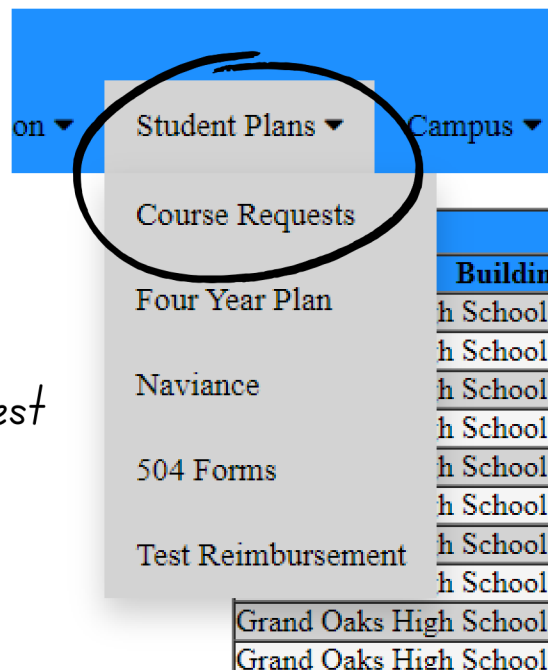 on Student Plans Campus
Course Requests
Buildin
Four Year Plan
h School
h School
Naviance
h School
est
h School
504 Forms
h School
h School
Test Reimbursement
h School
h School
Grand Oaks High School
Grand Oaks High School